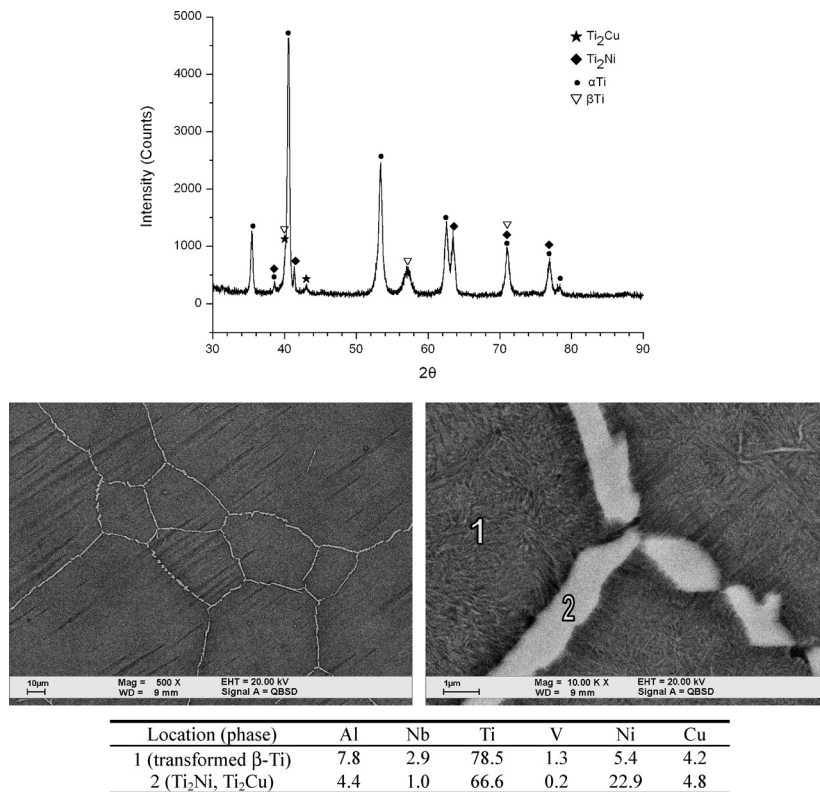 5000
4000
3000
2000
1000
0
Intensity (Counts)
30 40 50 60 70 80 90
2θ
★ Ti₂Cu
◆ Ti₂Ni
● αTi
▽ βTi
10µm
Mag = 500 X EHT = 20.00 kV
WD = 9 mm Signal A = QBSD
1
2
1µm
Mag = 10.00 K X EHT = 20.00 kV
WD = 9 mm Signal A = QBSD
Location (phase) Al Nb Ti V Ni Cu
1 (transformed β-Ti) 7.8 2.9 78.5 1.3 5.4 4.2
2 (Ti₂Ni, Ti₂Cu) 4.4 1.0 66.6 0.2 22.9 4.8